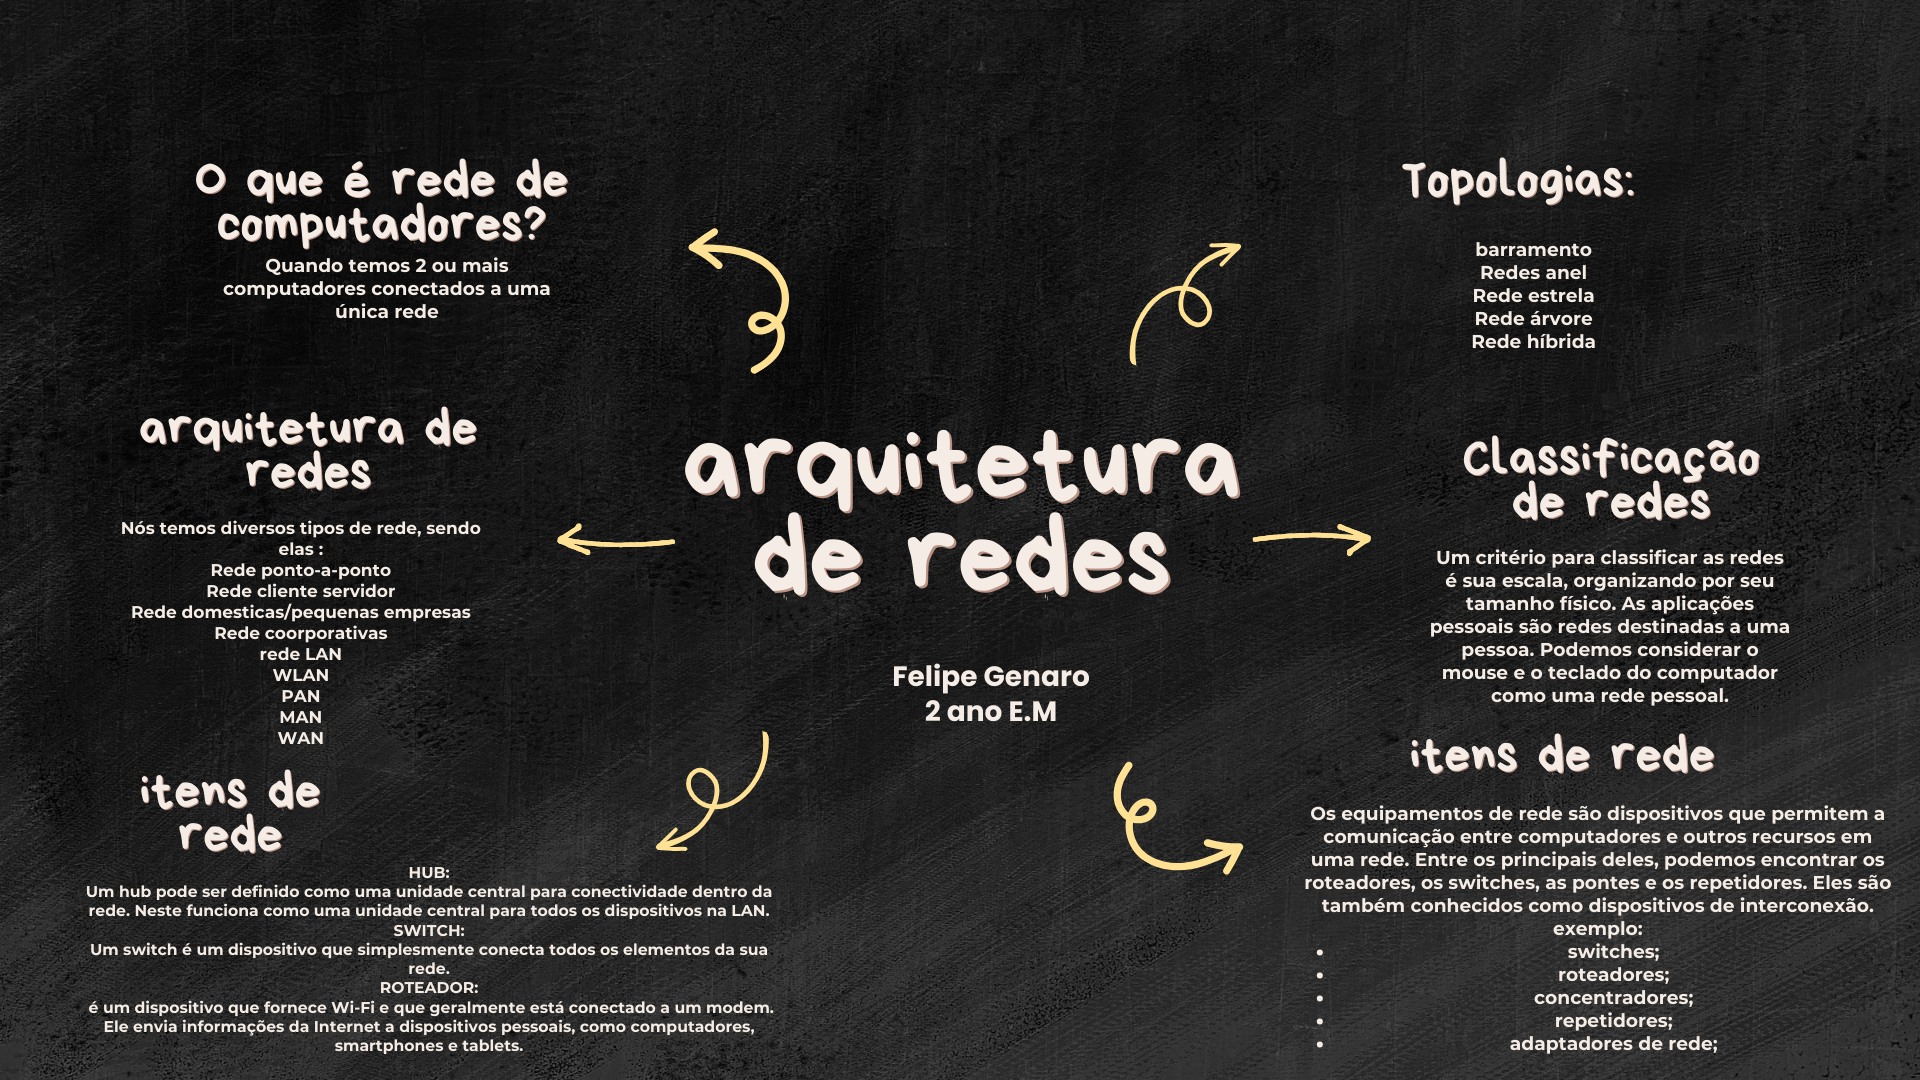 O que é rede de
computadores?
Quando temos 2 ou mais
computadores conectados a uma
única rede
arquitetura de
redes
Nós temos diversos tipos de rede, sendo
elas :
Rede ponto-a-ponto
Rede cliente servidor
Rede domesticas/pequenas empresas
Rede coorporativas
rede LAN
WLAN
PAN
MAN
WAN
itens de
rede
HUB:
Um hub pode ser definido como uma unidade central para conectividade dentro da
rede. Neste funciona como uma unidade central para todos os dispositivos na LAN.
SWITCH:
Um switch é um dispositivo que simplesmente conecta todos os elementos da sua
rede.
ROTEADOR:
é um dispositivo que fornece Wi-Fi e que geralmente está conectado a um modem.
Ele envia informações da Internet a dispositivos pessoais, como computadores,
smartphones e tablets.
arquitetura
de redes
Felipe Genaro
2 ano E.M
Topologias:
barramento
Redes anel
Rede estrela
Rede árvore
Rede híbrida
Classificação
de redes
Um critério para classificar as redes
é sua escala, organizando por seu
tamanho físico. As aplicações
pessoais são redes destinadas a uma
pessoa. Podemos considerar o
mouse e o teclado do computador
como uma rede pessoal.
itens de rede
Os equipamentos de rede são dispositivos que permitem a
comunicação entre computadores e outros recursos em
uma rede. Entre os principais deles, podemos encontrar os
roteadores, os switches, as pontes e os repetidores. Eles são
também conhecidos como dispositivos de interconexão.
exemplo:
• switches;
• roteadores;
• concentradores;
• repetidores;
• adaptadores de rede;